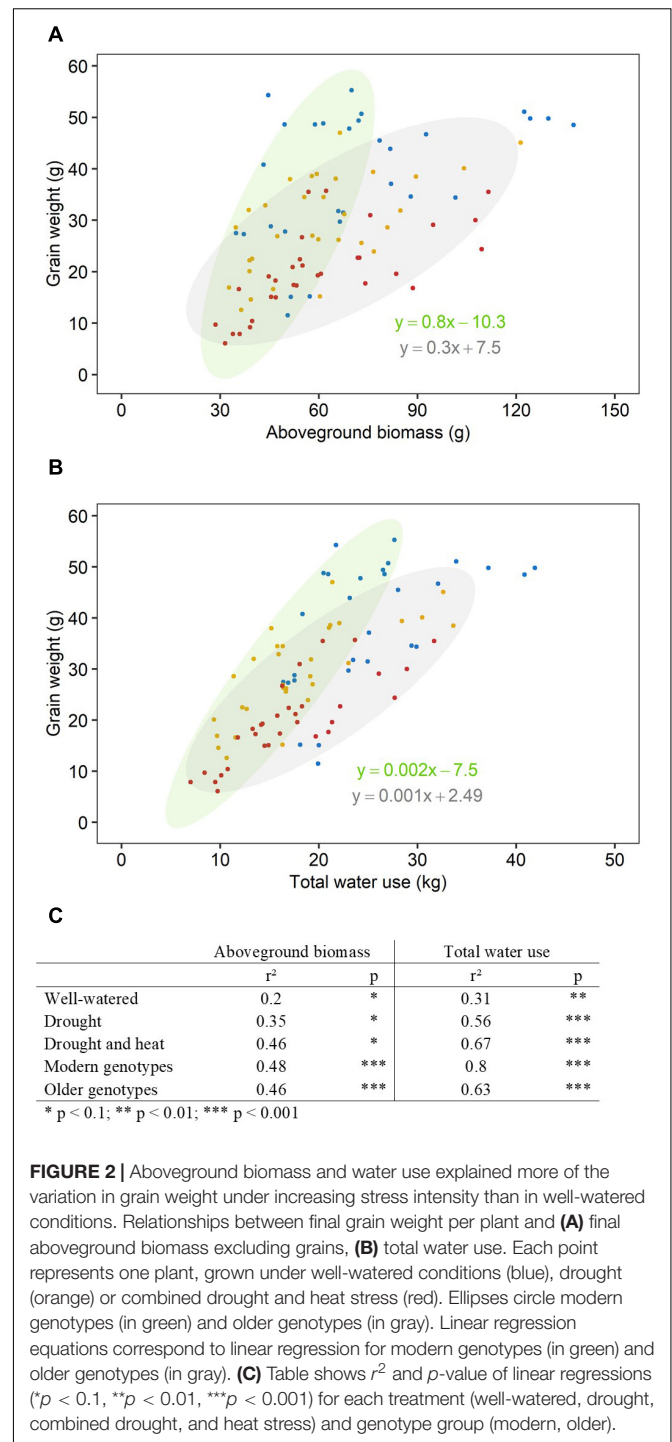 A
60
50
40
30
20
10
0
Grain weight (g)
y = 0.8x − 10.3
y = 0.3x + 7.5
0 30 60 90 120 150
Aboveground biomass (g)
B
60
50
40
30
20
10
0
Grain weight (g)
y = 0.002x − 7.5
y = 0.001x + 2.49
0 10 20 30 40 50
Total water use (kg)
C
Aboveground biomass Total water use
r² p r² p
Well-watered 0.2 * 0.31 **
Drought 0.35 * 0.56 ***
Drought and heat 0.46 * 0.67 ***
Modern genotypes 0.48 *** 0.8 ***
Older genotypes 0.46 *** 0.63 ***
* p < 0.1; ** p < 0.01; *** p < 0.001
FIGURE 2 | Aboveground biomass and water use explained more of the
variation in grain weight under increasing stress intensity than in well-watered
conditions. Relationships between final grain weight per plant and (A) final
aboveground biomass excluding grains, (B) total water use. Each point
represents one plant, grown under well-watered conditions (blue), drought
(orange) or combined drought and heat stress (red). Ellipses circle modern
genotypes (in green) and older genotypes (in gray). Linear regression
equations correspond to linear regression for modern genotypes (in green) and
older genotypes (in gray). (C) Table shows r² and p-value of linear regressions
(*p < 0.1, **p < 0.01, ***p < 0.001) for each treatment (well-watered, drought,
combined drought, and heat stress) and genotype group (modern, older).